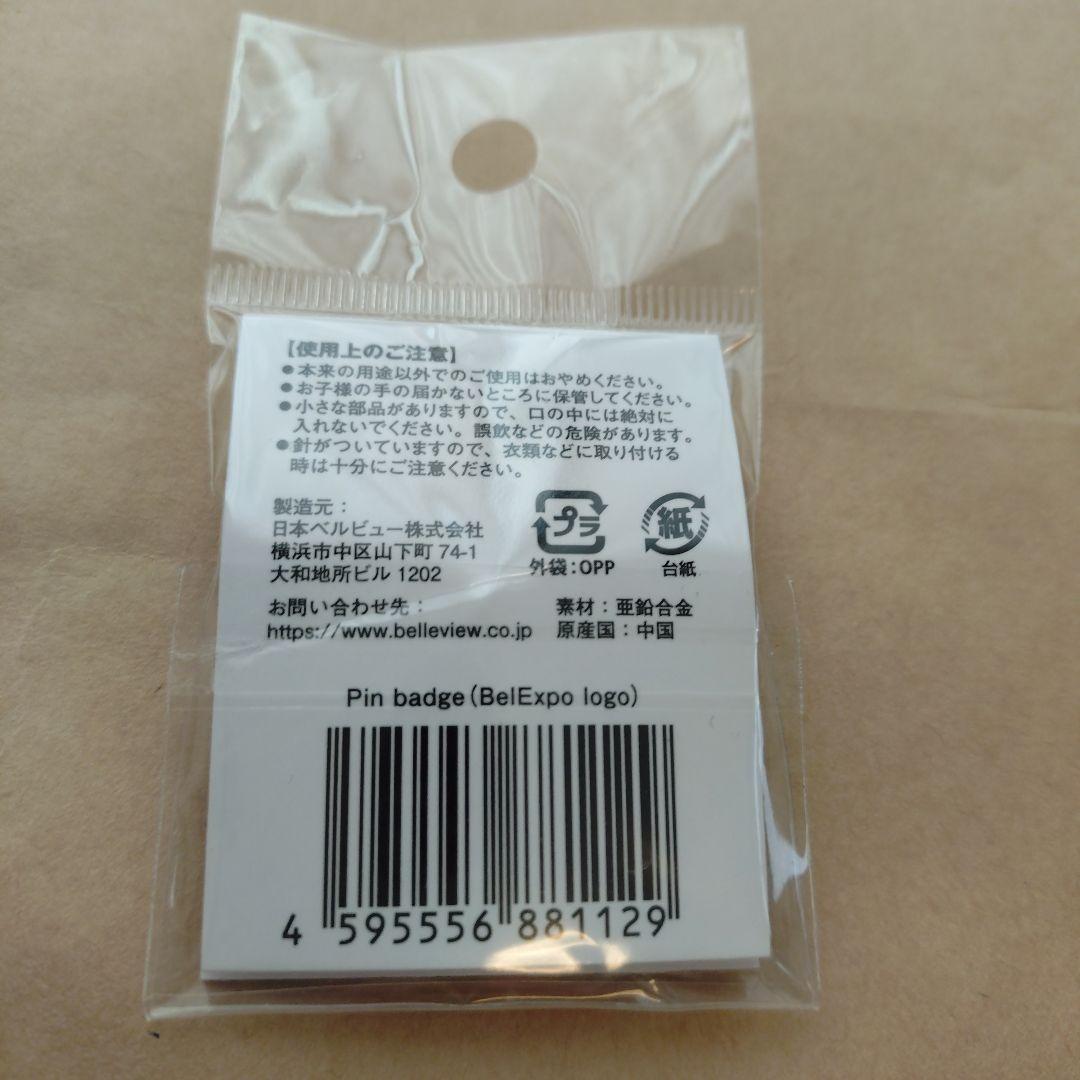 【使用上のご注意】
●本来の用途以外でのご使用はおやめください。
●お子様の手の届かないところに保管してください。
●小さな部品がありますので、口の中には絶対に
入れないでください。誤飲などの危険があります。
●針がついていますので、衣類などに取り付ける
時は十分にご注意ください。
製造元：
日本ベルビュー株式会社
横浜市中区山下町 74-1
大和地所ビル 1202
プラ
外袋：OPP
紙
台紙
お問い合わせ先：
https://www.belleview.co.jp
素材：亜鉛合金
原産国：中国
Pin badge（BelExpo logo）
4 595556 881129